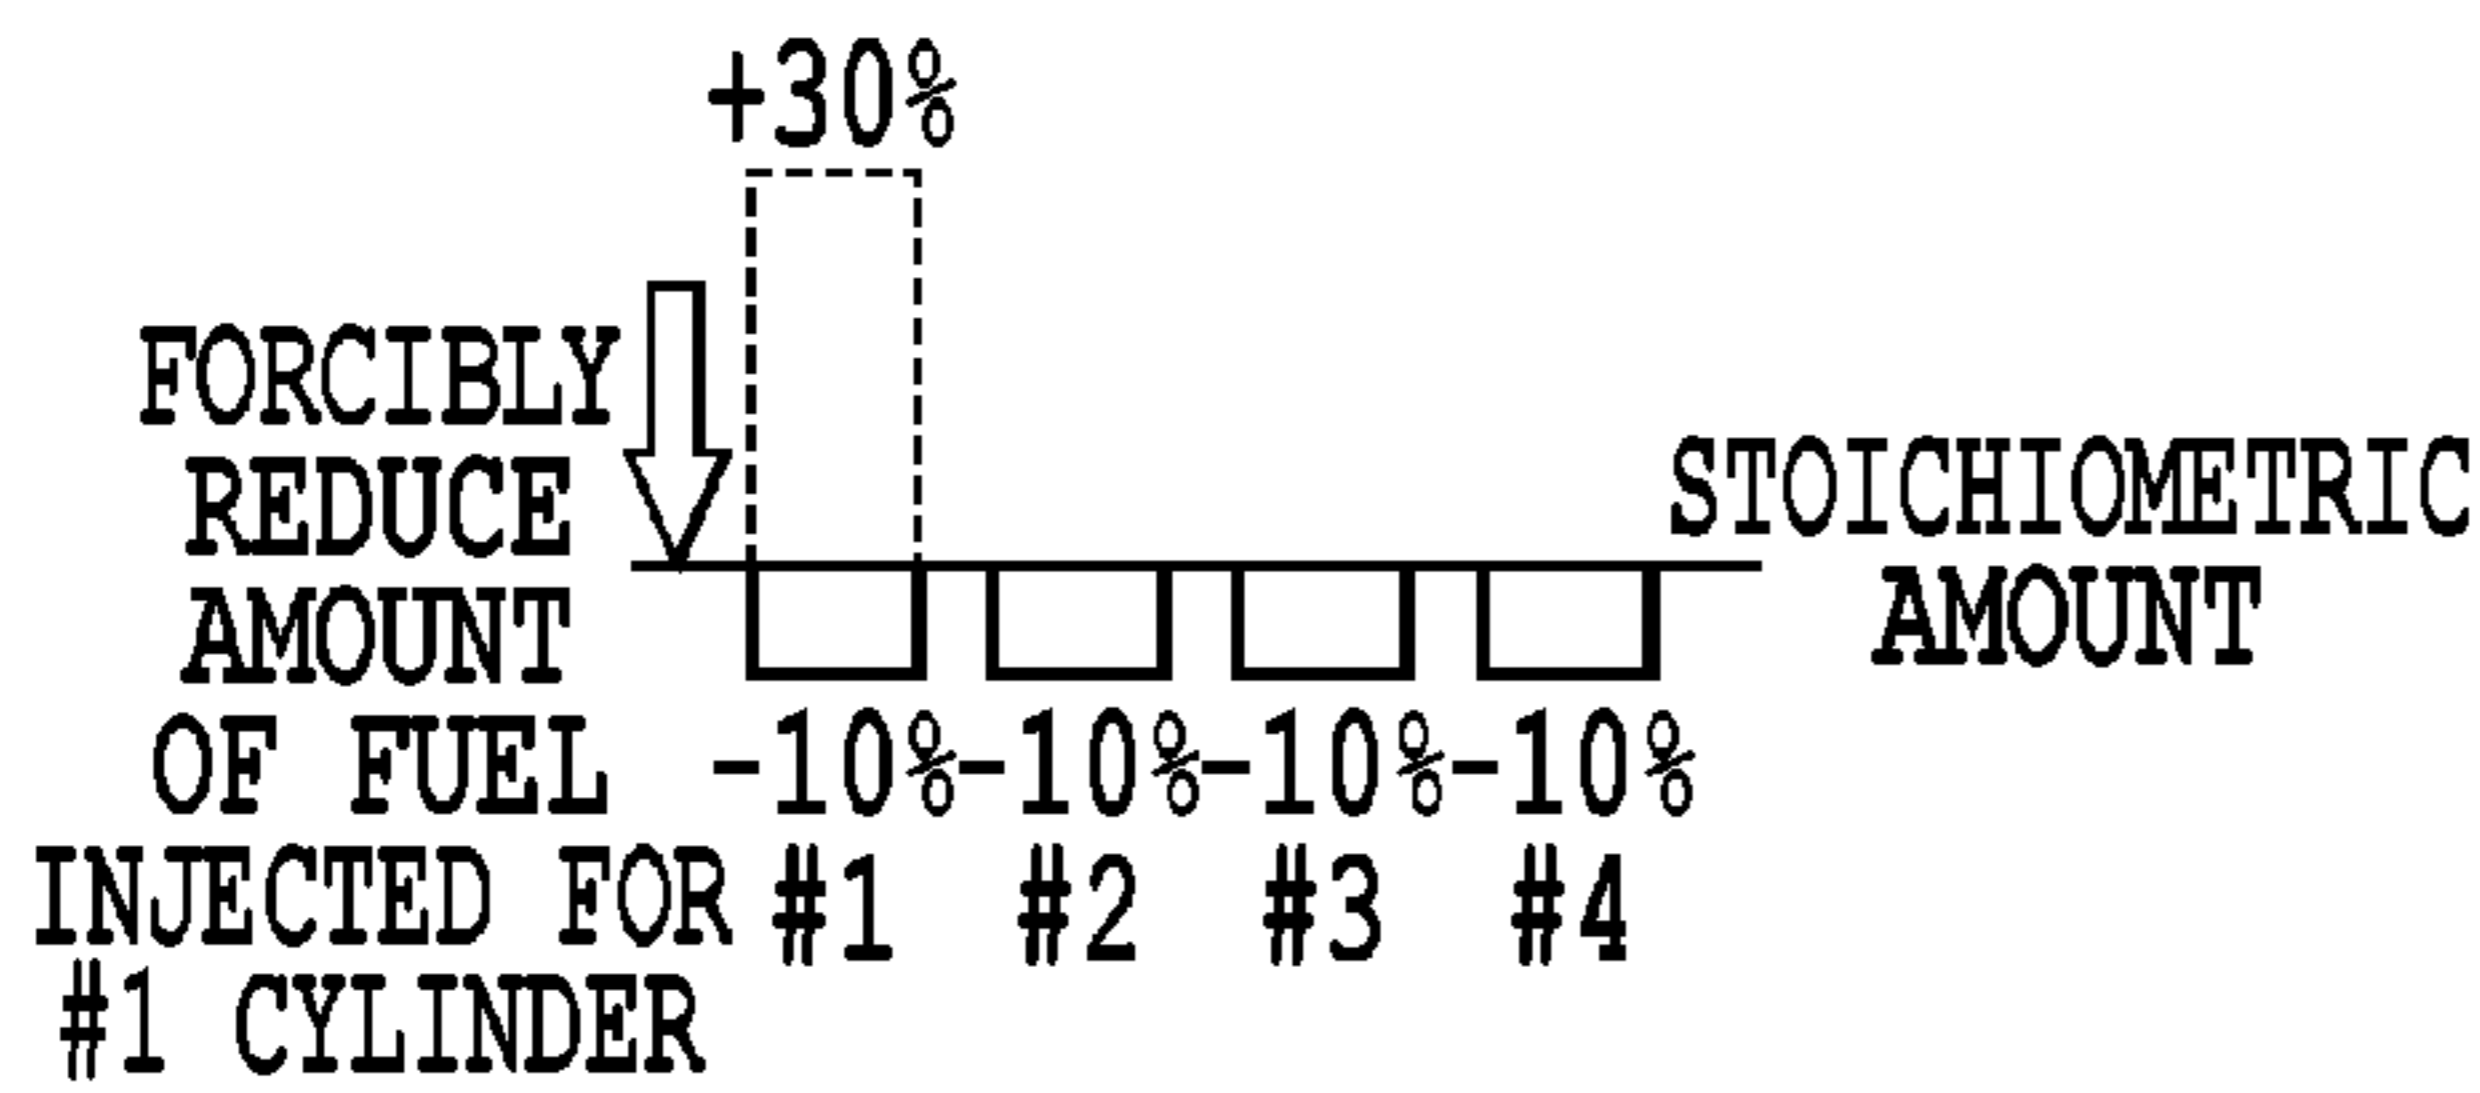 +30%
FORCIBLY
REDUCE
AMOUNT
OF FUEL
INJECTED FOR
#1 CYLINDER
STOICHIOMETRIC
AMOUNT
-10% -10% -10% -10%
#1 #2 #3 #4